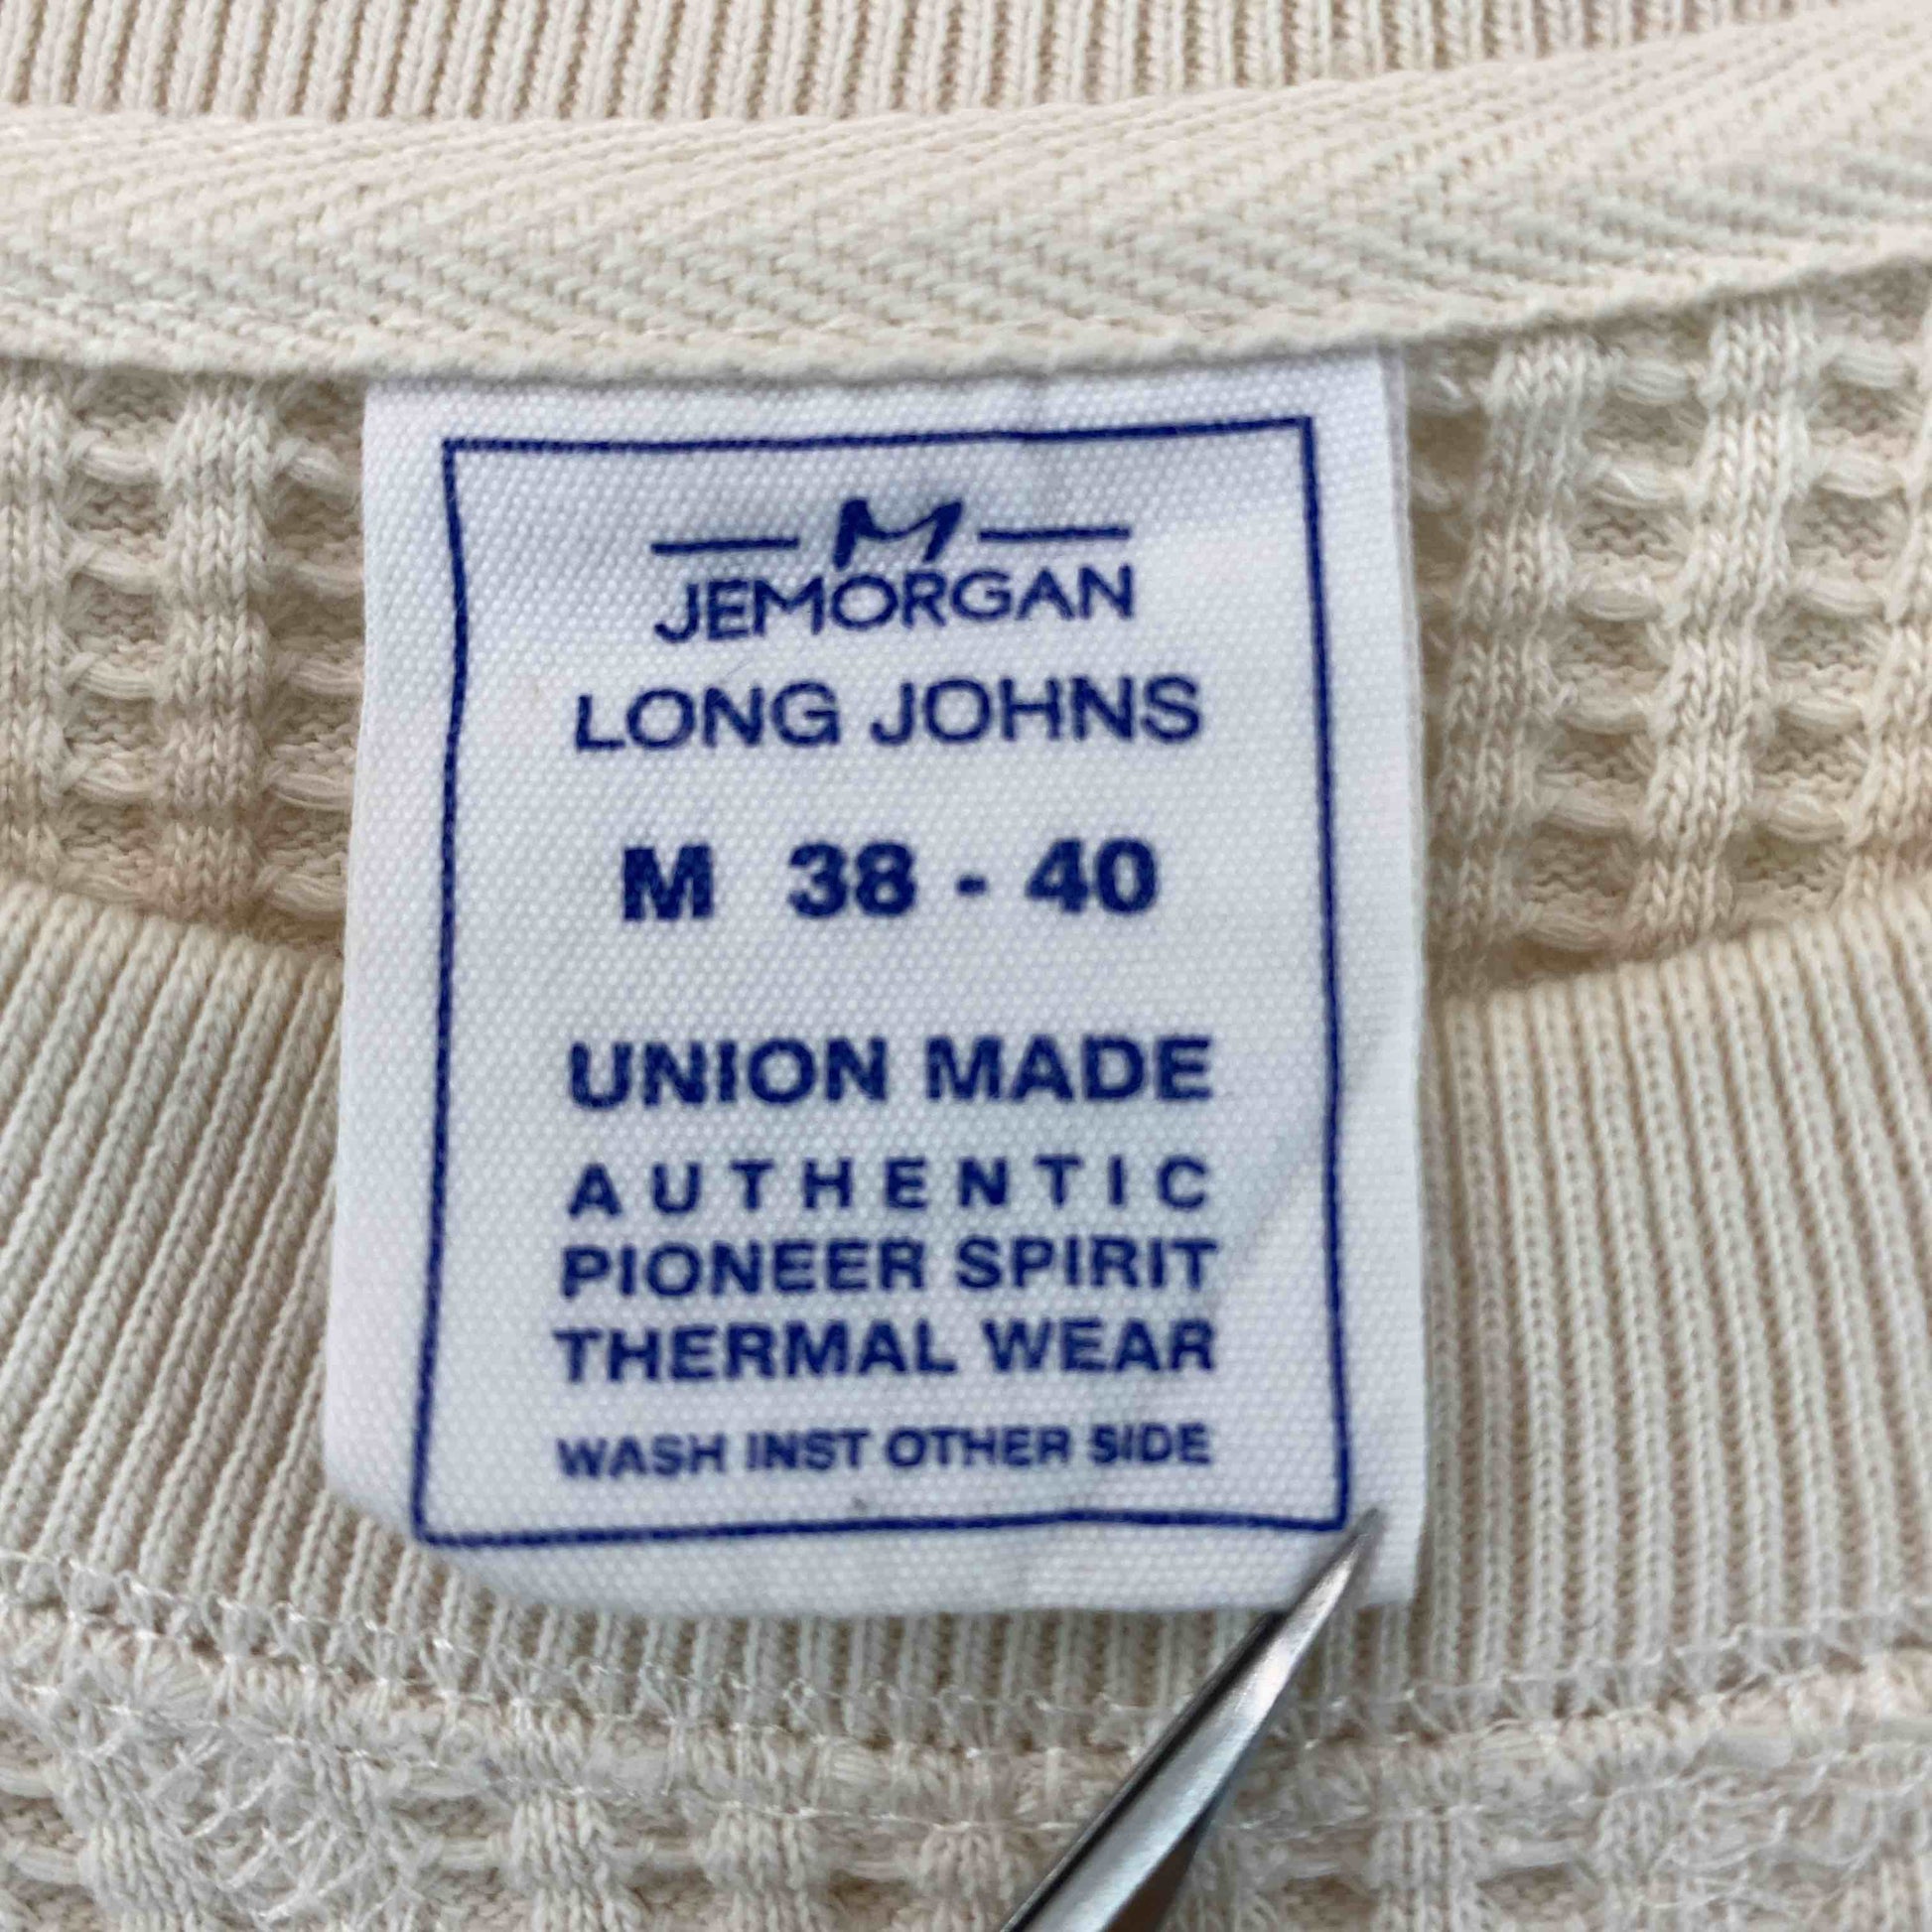 M
JEMORGAN
LONG JOHNS
M 38 - 40
UNION MADE
AUTHENTIC
PIONEER SPIRIT
THERMAL WEAR
WASH INST OTHER SIDE